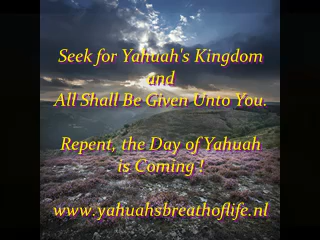 Seek for Yahuah's Kingdom
and
All Shall Be Given Unto You.
Repent, the Day of Yahuah
is Coming !
www.yahuahsbreathoflife.nl